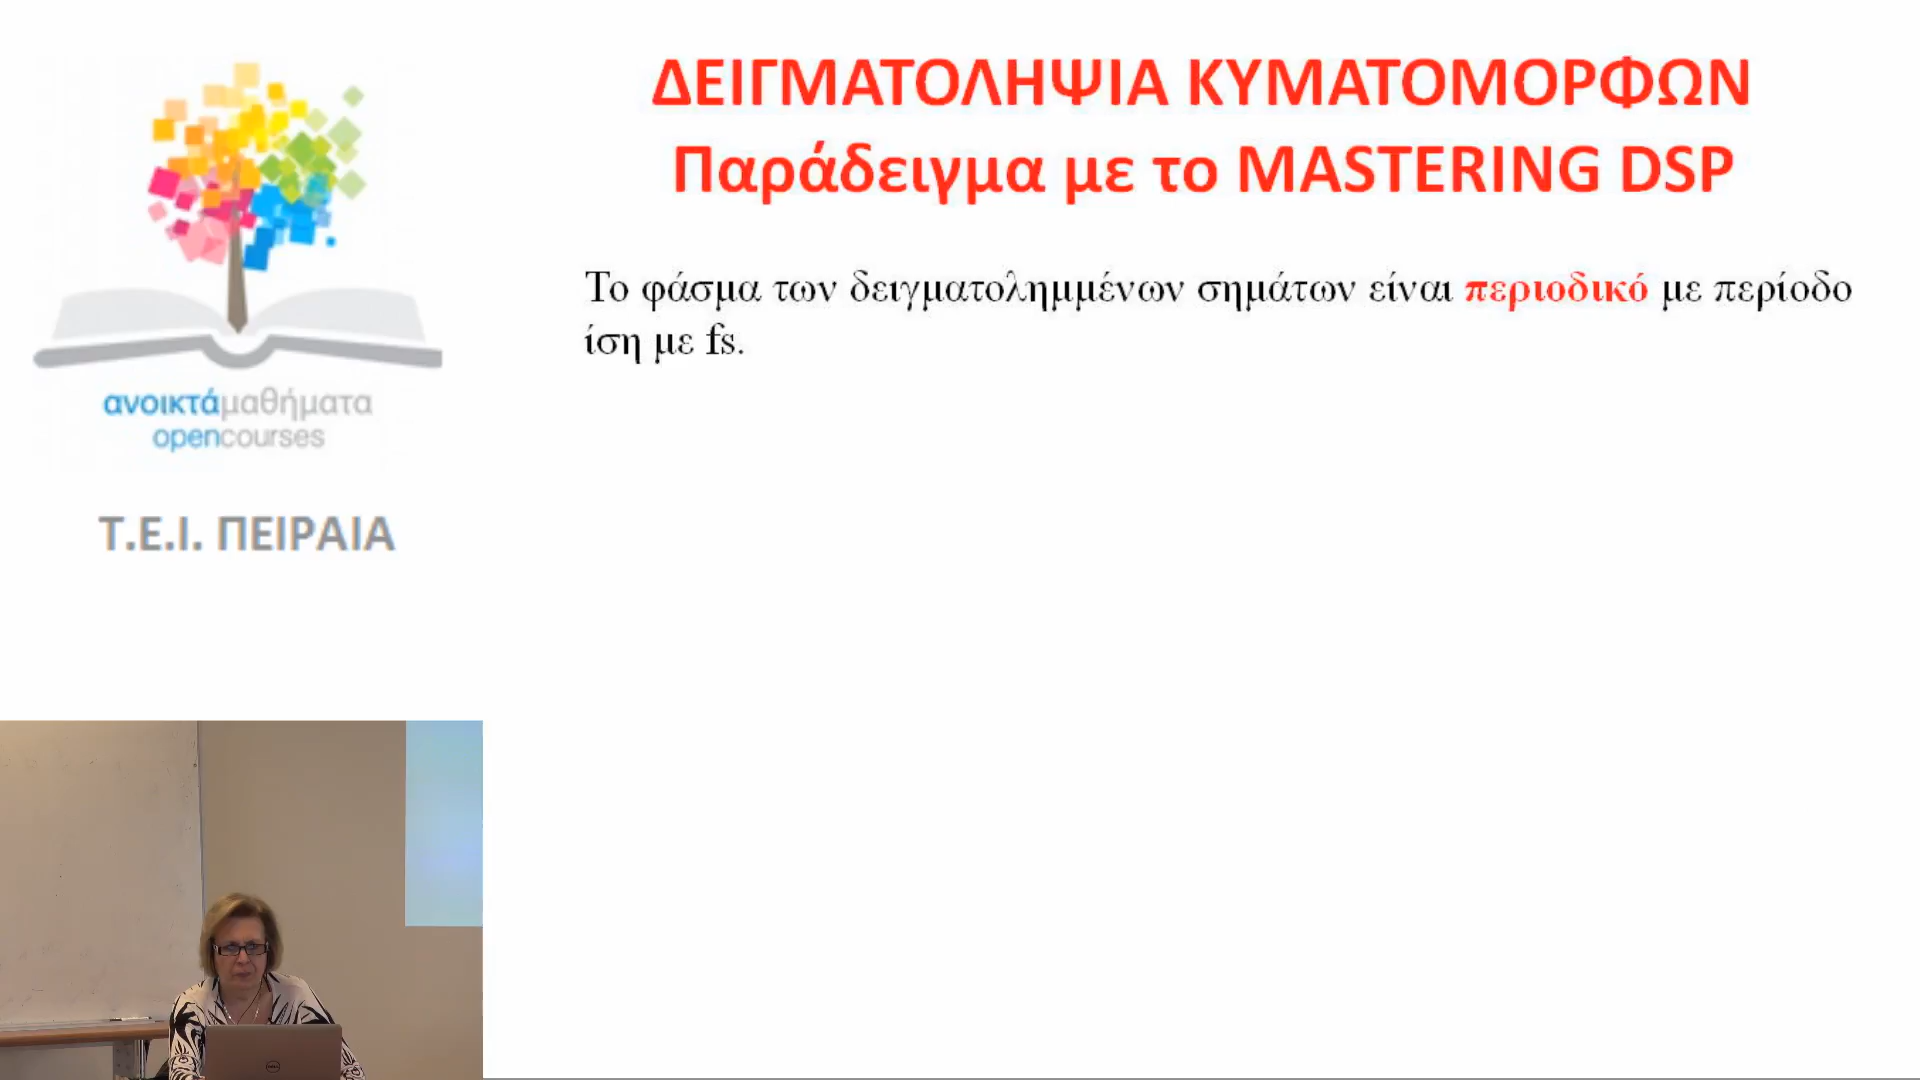 ΔΕΙΓΜΑΤΟΛΗΨΙΑ ΚΥΜΑΤΟΜΟΡΦΩΝ
Παράδειγμα με το MASTERING DSP
Το φάσμα των δειγματολημμένων σημάτων είναι περιοδικό με περίοδο
ίση με fs.
ανοικτάμαθήματα
opencourses
Τ.Ε.Ι. ΠΕΙΡΑΙΑ